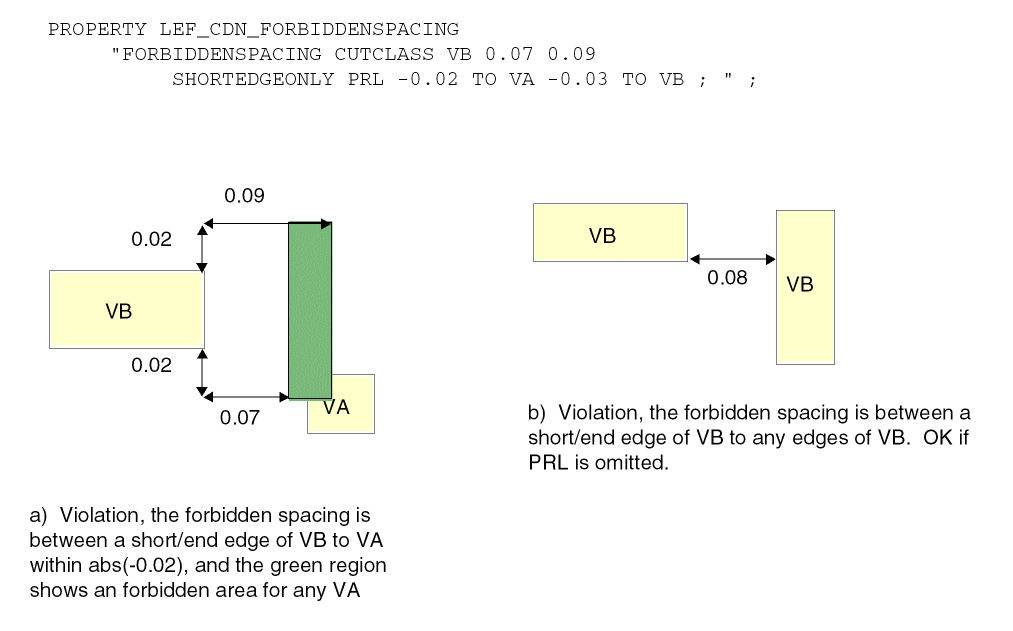 PROPERTY LEF_CDN_FORBIDDENSPACING
"FORBIDDENSPACING CUTCLASS VB 0.07 0.09
SHORTEDGEONLY PRL -0.02 TO VA -0.03 TO VB ; " ;
0.09
0.02
VB
0.02
0.07
VA
a) Violation, the forbidden spacing is
between a short/end edge of VB to VA
within abs(-0.02), and the green region
shows an forbidden area for any VA
VB
0.08
VB
b) Violation, the forbidden spacing is between a
short/end edge of VB to any edges of VB. OK if
PRL is omitted.